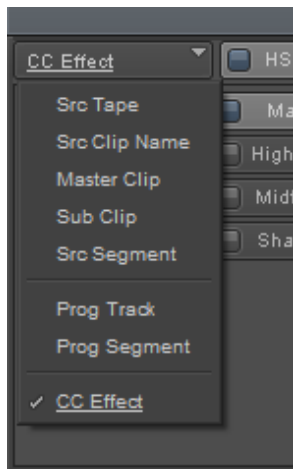 CC Effect
HS
Src Tape
Ma
Src Clip Name
High
Master Clip
Sub Clip
Src Segment
Sha
Prog Track
Prog Segment
✓ CC Effect